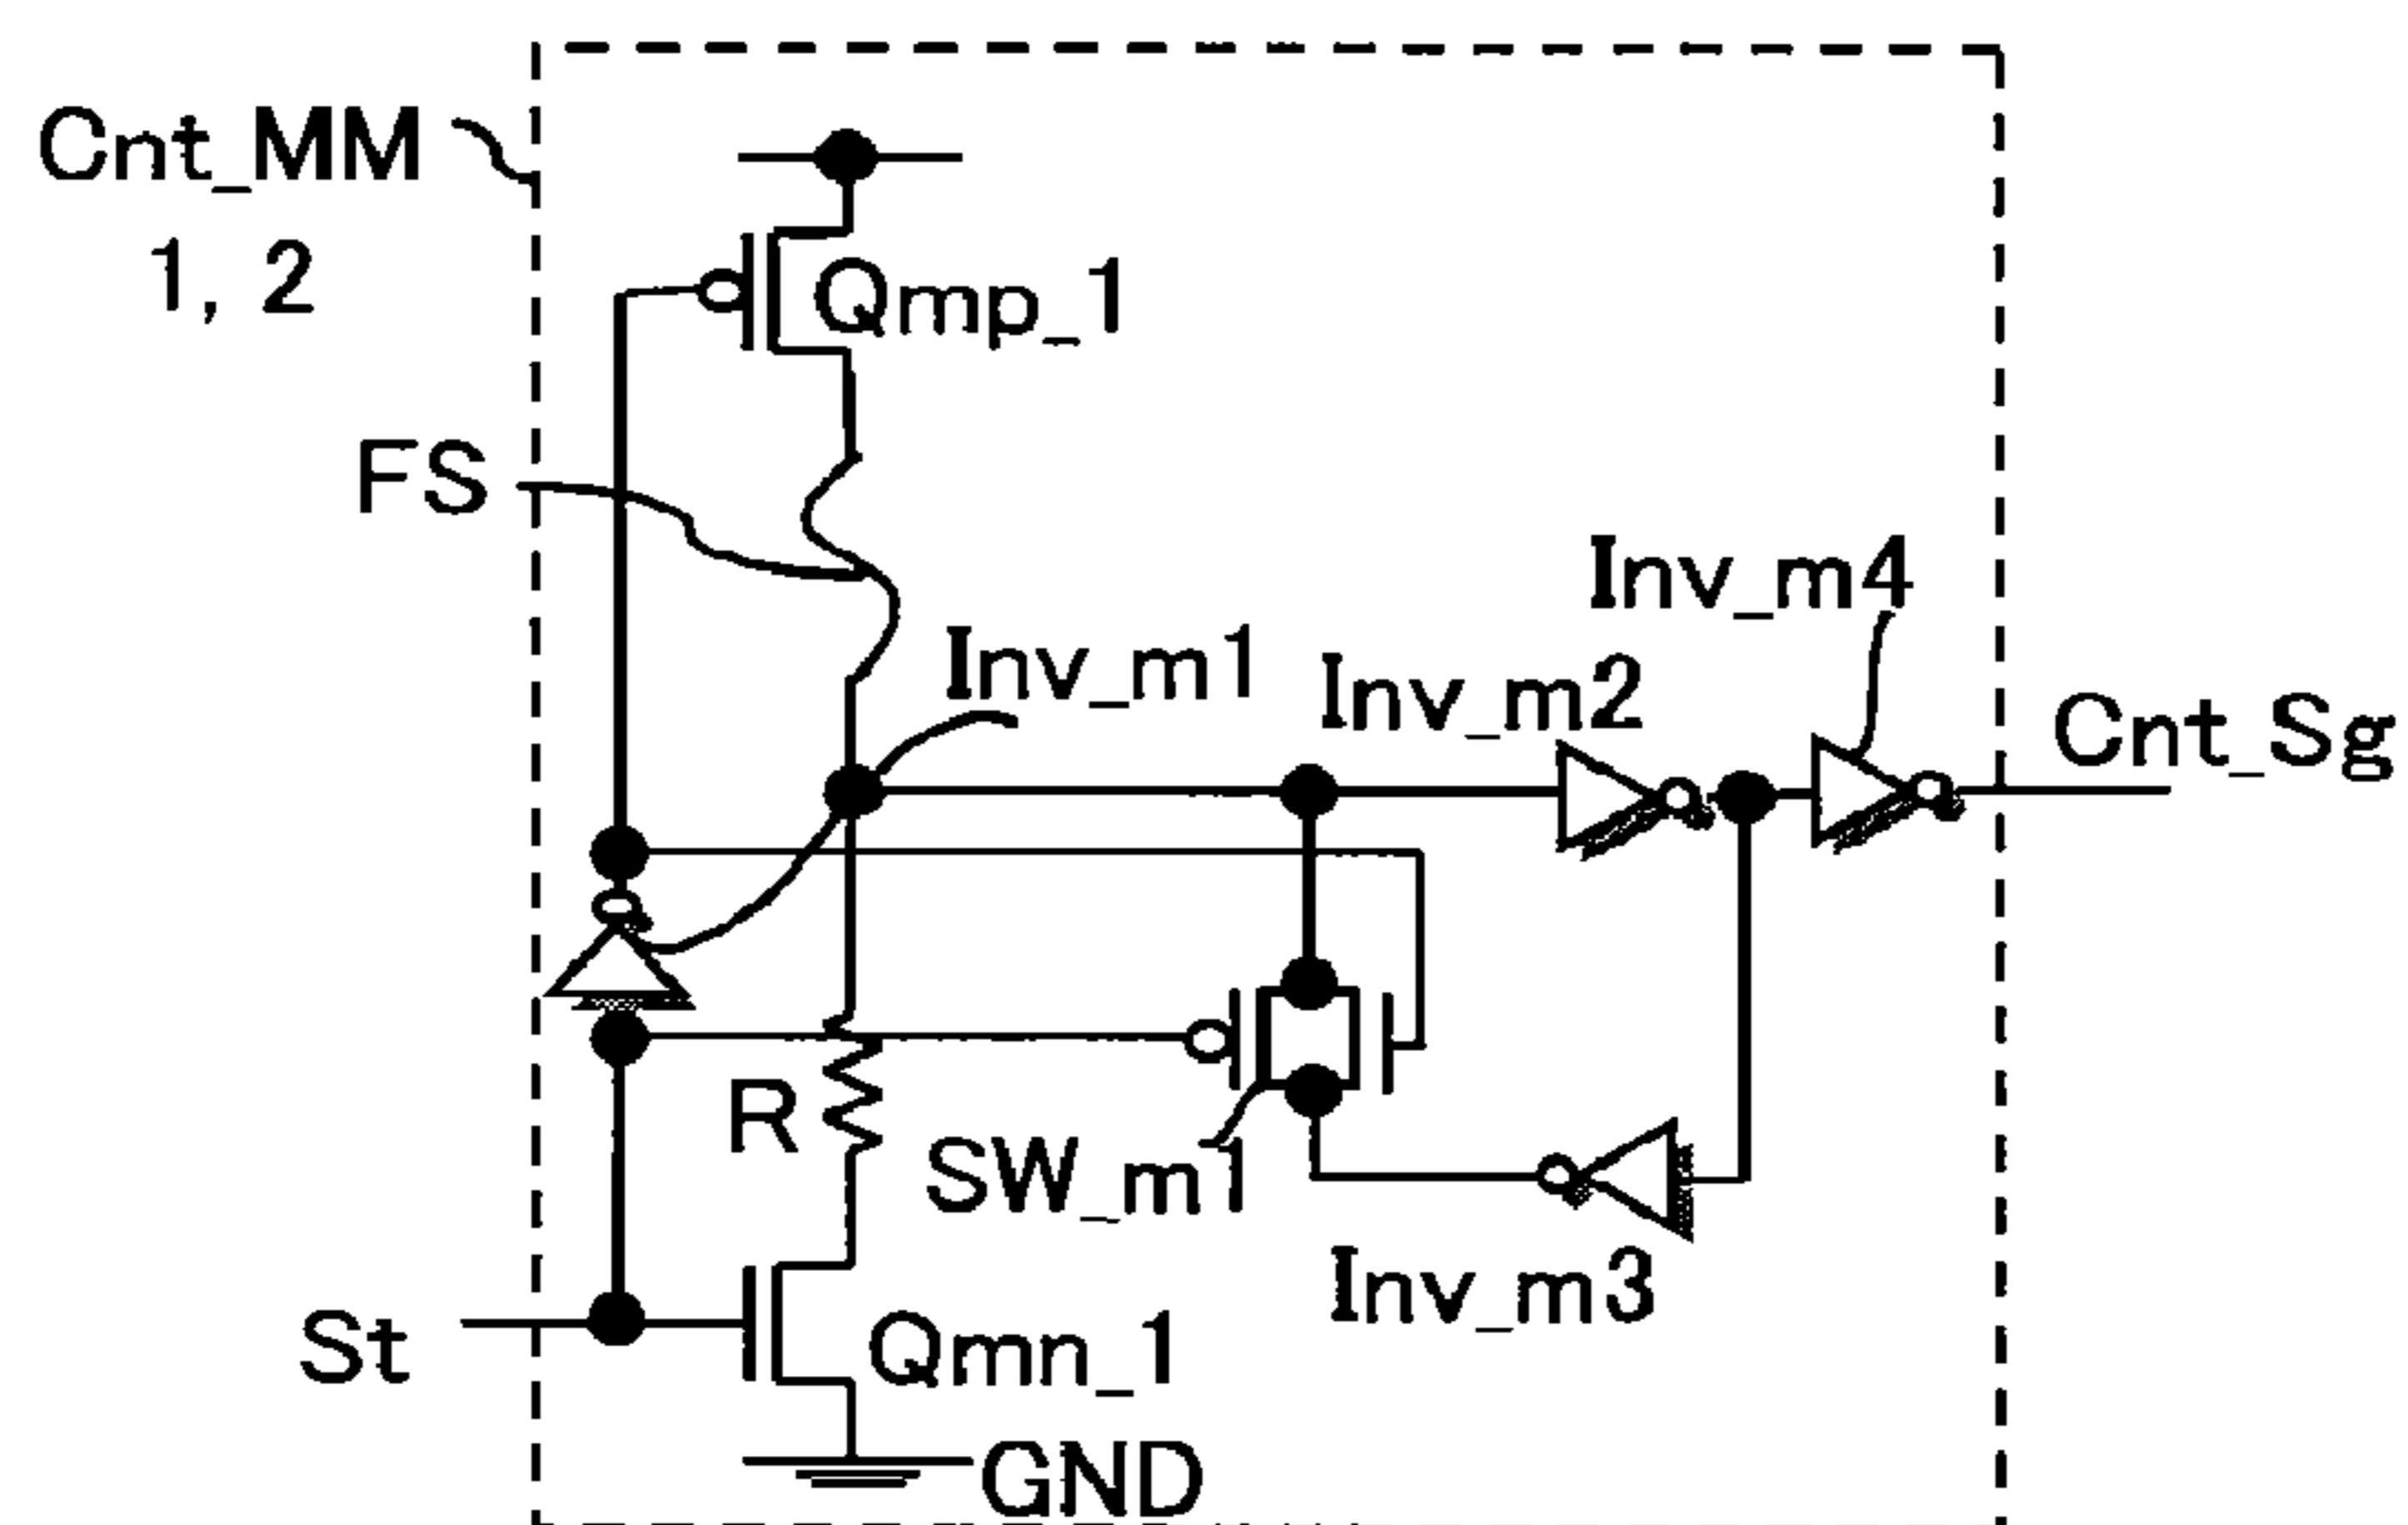 Cnt_MM
1, 2
Qmp_1
FS
Inv_m4
Inv_m1
Inv_m2
Cnt_Sg
R
SW_m1
Inv_m3
St
Qmn_1
GND